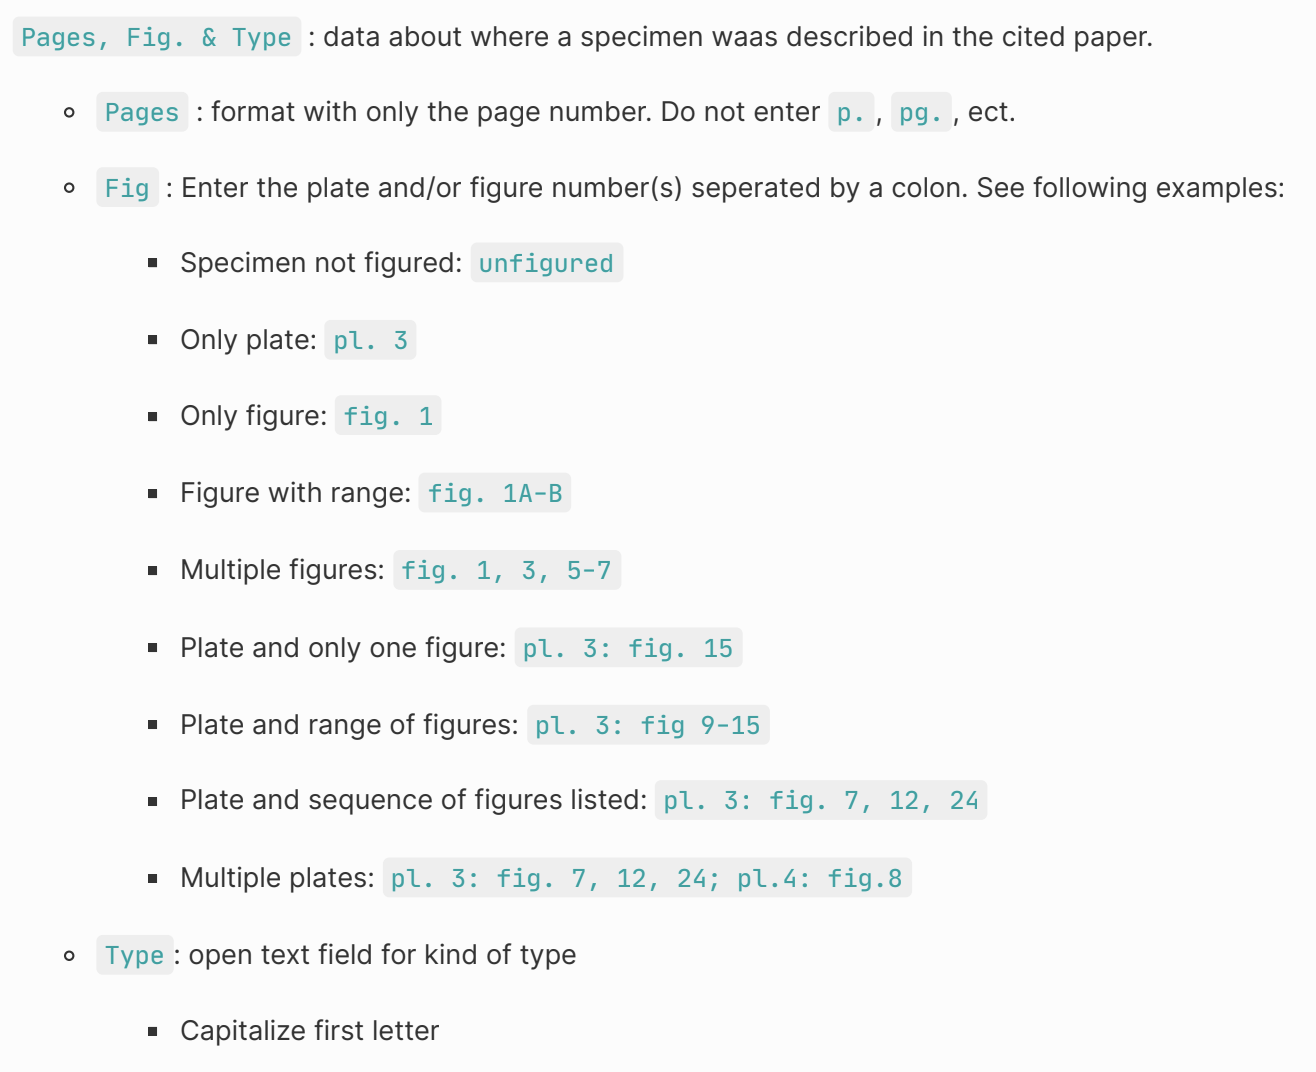 Pages, Fig. & Type : data about where a specimen waas described in the cited paper.
Pages : format with only the page number. Do not enter p. , pg. , ect.
Fig : Enter the plate and/or figure number(s) seperated by a colon. See following examples:
Specimen not figured: unfigured
Only plate: pl. 3
Only figure: fig. 1
Figure with range: fig. 1A-B
Multiple figures: fig. 1, 3, 5-7
Plate and only one figure: pl. 3: fig. 15
Plate and range of figures: pl. 3: fig 9-15
Plate and sequence of figures listed: pl. 3: fig. 7, 12, 24
Multiple plates: pl. 3: fig. 7, 12, 24; pl.4: fig.8
Type : open text field for kind of type
Capitalize first letter